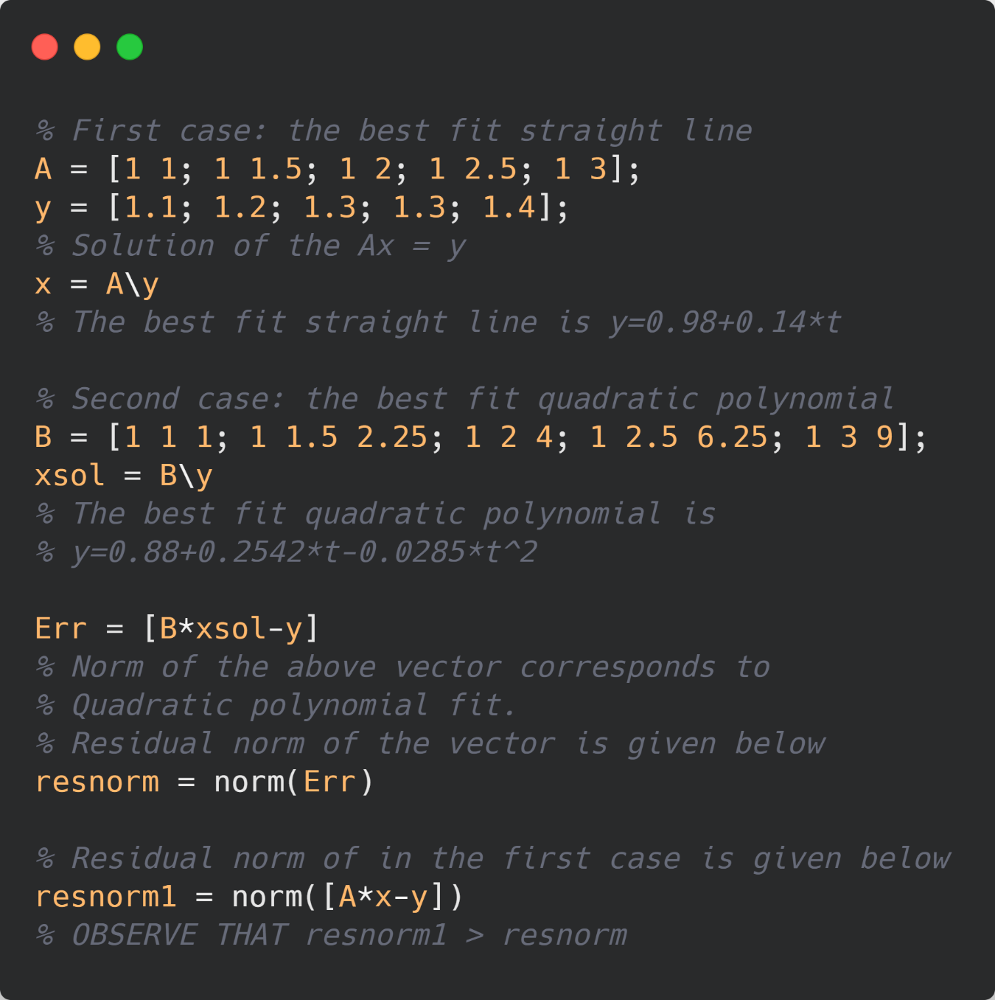 % First case: the best fit straight line
A = [1 1; 1 1.5; 1 2; 1 2.5; 1 3];
y = [1.1; 1.2; 1.3; 1.3; 1.4];
% Solution of the Ax = y
x = A\y
% The best fit straight line is y=0.98+0.14*t

% Second case: the best fit quadratic polynomial
B = [1 1 1; 1 1.5 2.25; 1 2 4; 1 2.5 6.25; 1 3 9];
xsol = B\y
% The best fit quadratic polynomial is
% y=0.88+0.2542*t-0.0285*t^2

Err = [B*xsol-y]
% Norm of the above vector corresponds to
% Quadratic polynomial fit.
% Residual norm of the vector is given below
resnorm = norm(Err)

% Residual norm of in the first case is given below
resnorm1 = norm([A*x-y])
% OBSERVE THAT resnorm1 > resnorm